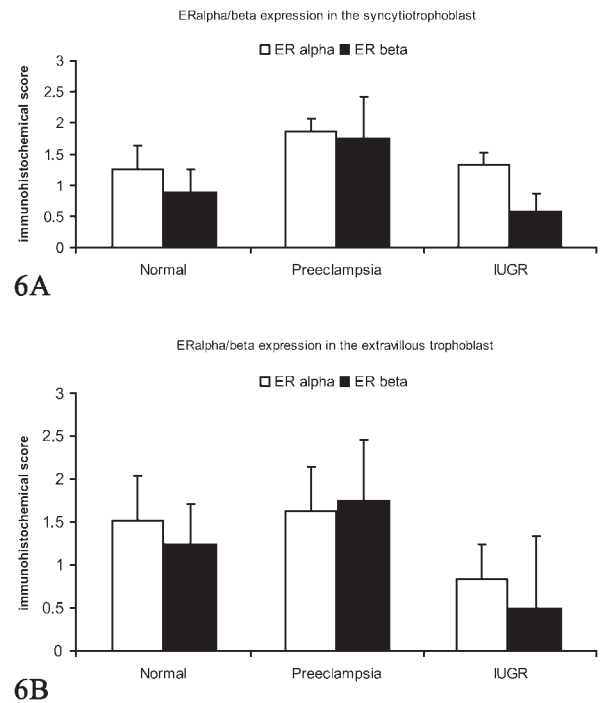 ERalpha/beta expression in the syncytiotrophoblast
ER alpha ER beta
immunohistochemical score
3
2.5
2
1.5
1
0.5
0
Normal Preeclampsia IUGR
6A
ERalpha/beta expression in the extravillous trophoblast
ER alpha ER beta
immunohistochemical score
3
2.5
2
1.5
1
0.5
0
Normal Preeclampsia IUGR
6B